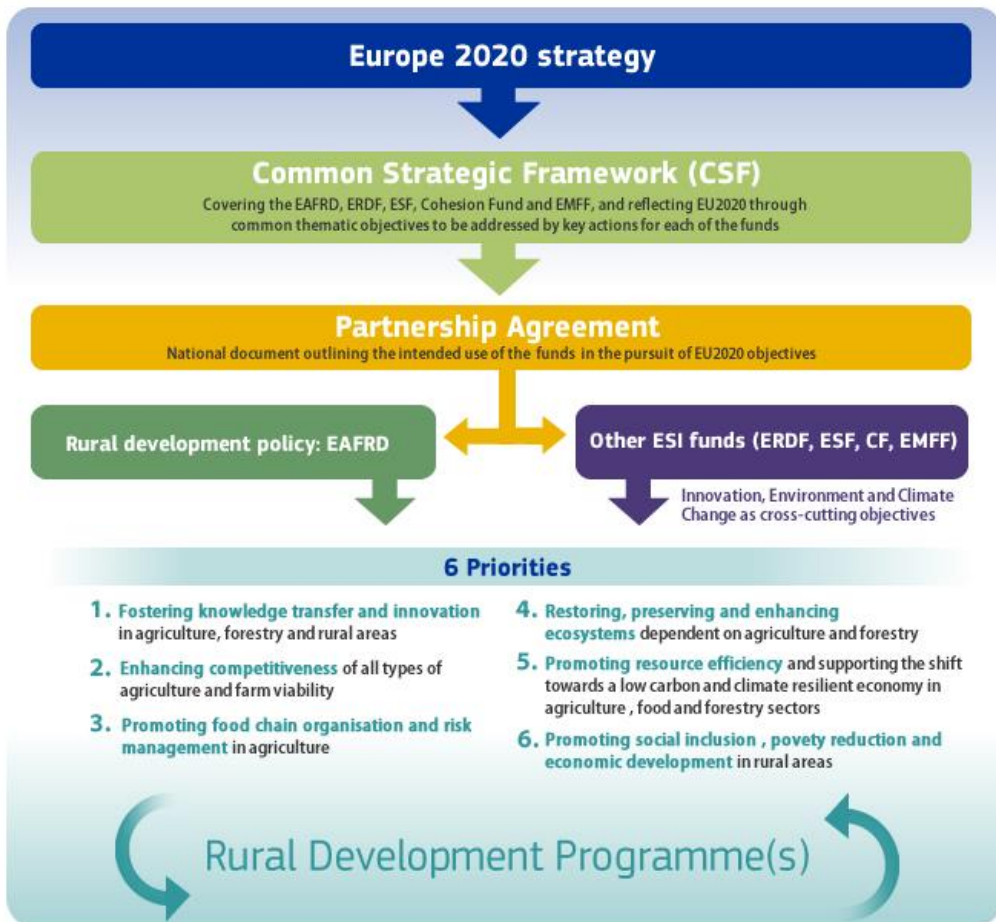 Europe 2020 strategy
Common Strategic Framework (CSF)
Covering the EAFRD, ERDF, ESF, Cohesion Fund and EMFF, and reflecting EU2020 through
common thematic objectives to be addressed by key actions for each of the funds
Partnership Agreement
National document outlining the intended use of the funds in the pursuit of EU2020 objectives
Rural development policy: EAFRD
Other ESI funds (ERDF, ESF, CF, EMFF)
Innovation, Environment and Climate
Change as cross-cutting objectives
6 Priorities
1. Fostering knowledge transfer and innovation
in agriculture, forestry and rural areas
2. Enhancing competitiveness of all types of
agriculture and farm viability
3. Promoting food chain organisation and risk
management in agriculture
4. Restoring, preserving and enhancing
ecosystems dependent on agriculture and forestry
5. Promoting resource efficiency and supporting the shift
towards a low carbon and climate resilient economy in
agriculture , food and forestry sectors
6. Promoting social inclusion , povety reduction and
economic development in rural areas
Rural Development Programme(s)